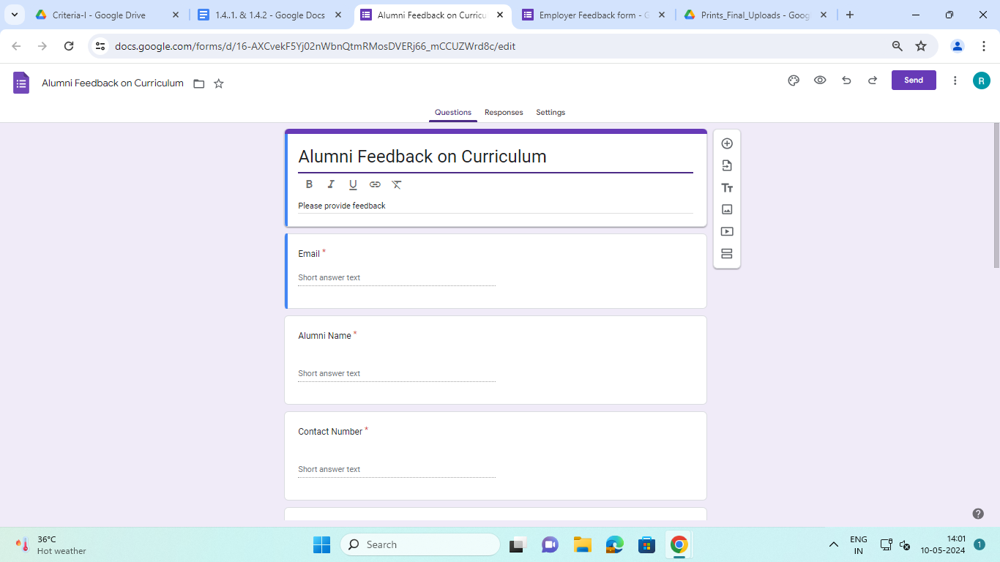 Criteria-I - Google Drive
1.4..1. & 1.4.2 - Google Docs
Alumni Feedback on Curricu
Employer Feedback form - G
Prints_Final_Uploads - Goog
docs.google.com/forms/d/16-AXCvekF5Yj02nWbnQtmRMosDVERj66_mCCUZWrd8c/edit
Alumni Feedback on Curriculum
Send
R
Questions
Responses
Settings
Alumni Feedback on Curriculum
B I U
Please provide feedback
Tт
Email *
Short answer text
Alumni Name *
Short answer text
Contact Number *
Short answer text
36°C
Hot weather
Search
ENG
IN
14:01
10-05-2024
1